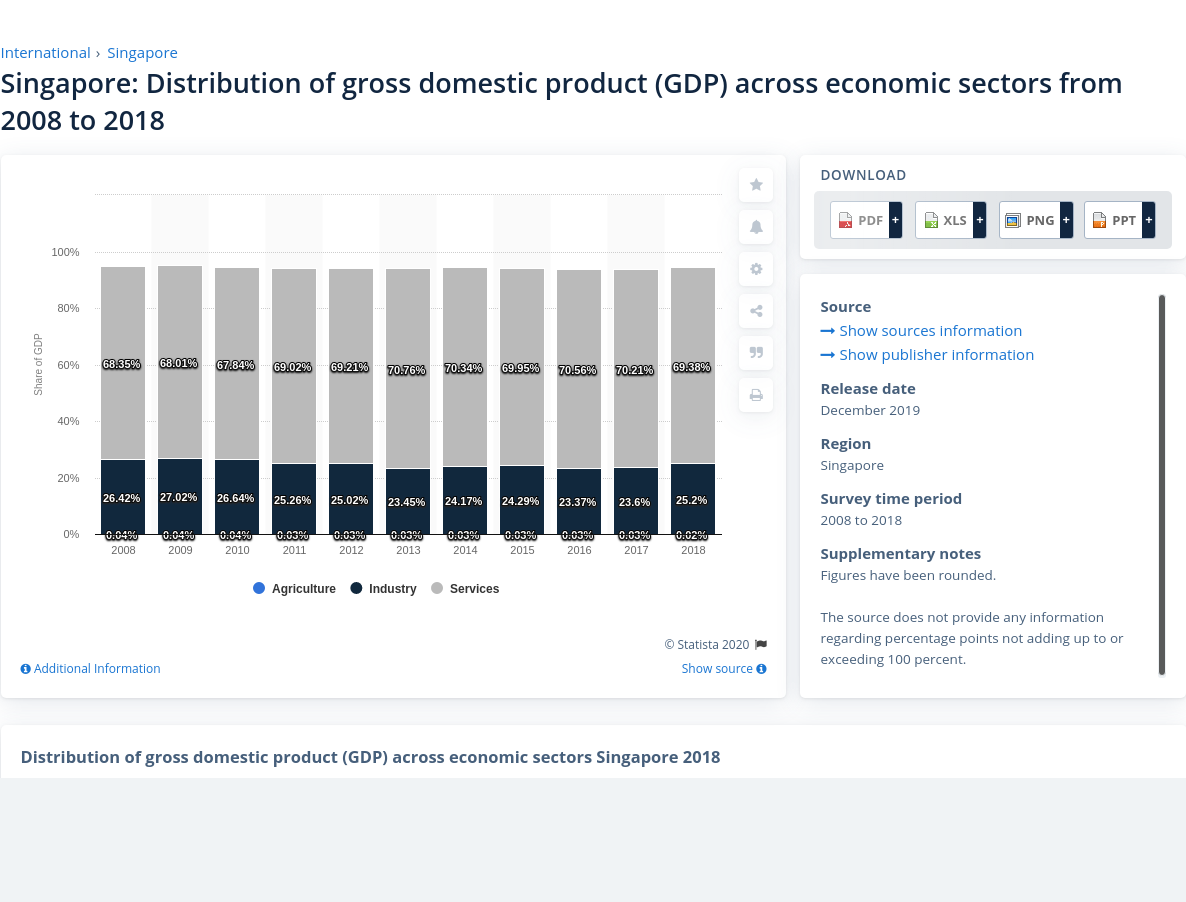 International › Singapore
Singapore: Distribution of gross domestic product (GDP) across economic sectors from
2008 to 2018
DOWNLOAD
PDF + XLS + PNG + PPT +
Share of GDP
100%
80%
60%
40%
20%
0%
68.35% 68.01% 67.84% 69.02% 69.21% 70.76% 70.34% 69.95% 70.56% 70.21% 69.38%
26.42% 27.02% 26.64% 25.26% 25.02% 23.45% 24.17% 24.29% 23.37% 23.6% 25.2%
0.04% 0.04% 0.04% 0.03% 0.03% 0.03% 0.03% 0.03% 0.03% 0.03% 0.02%
2008 2009 2010 2011 2012 2013 2014 2015 2016 2017 2018
Agriculture Industry Services
© Statista 2020
Additional Information
Show source
Source
Show sources information
Show publisher information
Release date
December 2019
Region
Singapore
Survey time period
2008 to 2018
Supplementary notes
Figures have been rounded.
The source does not provide any information
regarding percentage points not adding up to or
exceeding 100 percent.
Distribution of gross domestic product (GDP) across economic sectors Singapore 2018